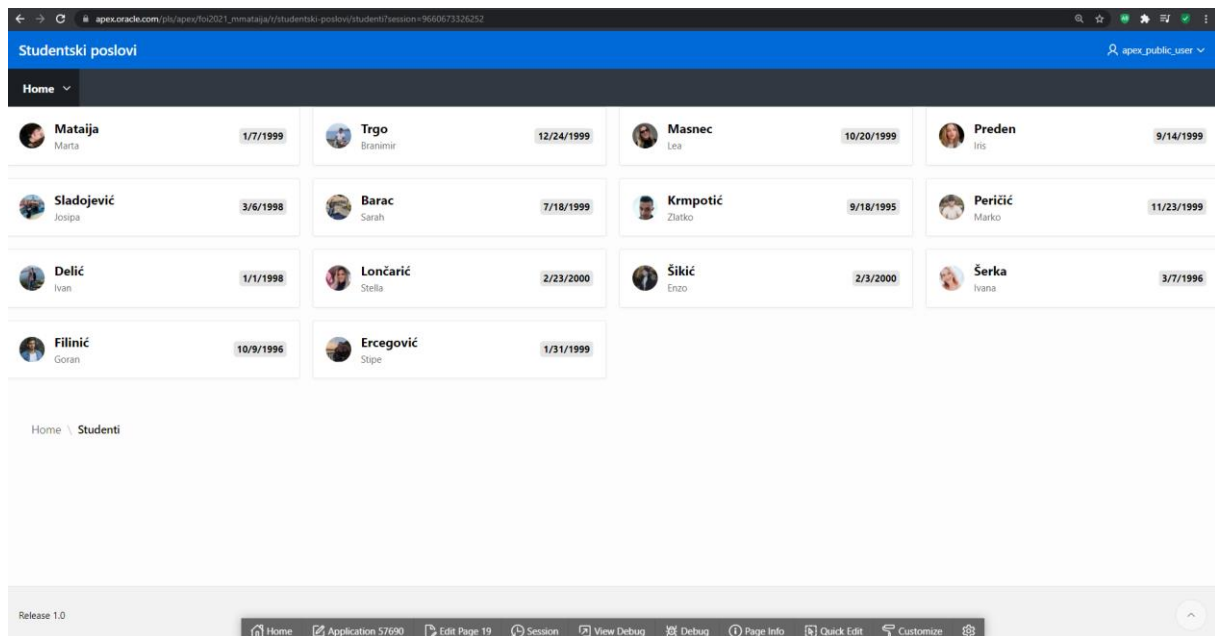 apex.oracle.com/pls/apex/foi2021_mmataija/r/studentski-poslovi/studenti?session=9660673326252
Studentski poslovi
apex_public_user
Home
Mataija
Marta
1/7/1999
Trgo
Branimir
12/24/1999
Masnec
Lea
10/20/1999
Preden
Iris
9/14/1999
Sladojević
Josipa
3/6/1998
Barac
Sarah
7/18/1999
Krmpotić
Zlatko
9/18/1995
Peričić
Marko
11/23/1999
Delić
Ivan
1/1/1998
Lončarić
Stella
2/23/2000
Šikić
Enzo
2/3/2000
Šerka
Ivana
3/7/1996
Filinić
Goran
10/9/1996
Ercegović
Stipe
1/31/1999
Home \ Studenti
Release 1.0
Home Application 57690 Edit Page 19 Session View Debug Debug Page Info Quick Edit Customize